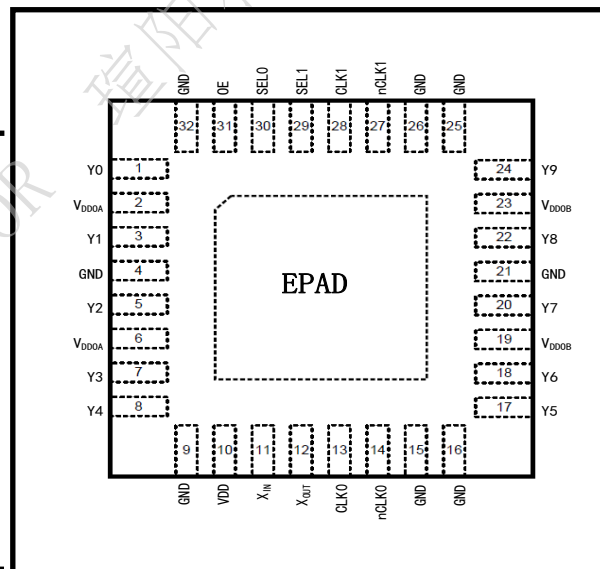 瑄阳
OR
GND OE SEL0 SEL1 CLK1 nCLK1 GND GND
32 31 30 29 28 27 26 25
Y0 1 24 Y9
VDDOA 2 23 VDDOB
Y1 3 22 Y8
GND 4 21 GND
EPAD
Y2 5 20 Y7
VDDOA 6 19 VDDOB
Y3 7 18 Y6
Y4 8 17 Y5
9 10 11 12 13 14 15 16
GND VDD XIN XOUT CLK0 nCLK0 GND GND